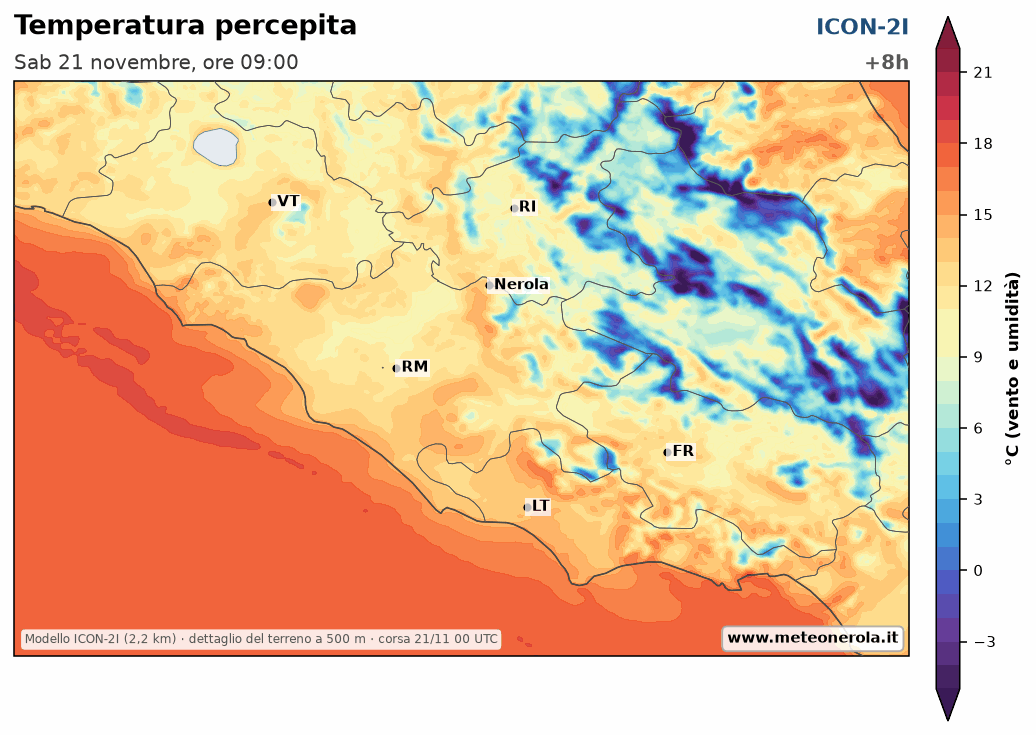 Temperatura percepita
ICON-2I
Sab 21 novembre, ore 09:00
+8h
VT
RI
Nerola
RM
FR
LT
21
18
15
12
9
6
3
0
−3
°C (vento e umidità)
Modello ICON-2I (2,2 km) · dettaglio del terreno a 500 m · corsa 21/11 00 UTC
www.meteonerola.it